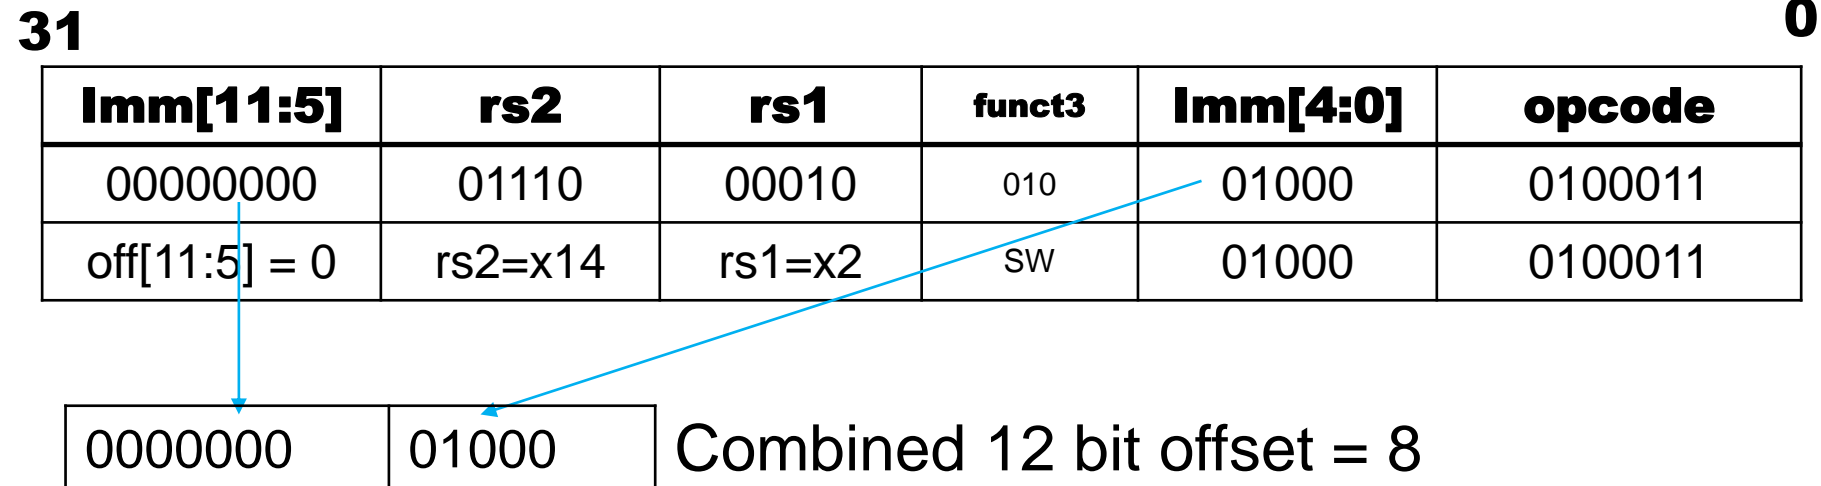 31 0
Imm[11:5] rs2 rs1 funct3 Imm[4:0] opcode
00000000 01110 00010 010 01000 0100011
off[11:5] = 0 rs2=x14 rs1=x2 SW 01000 0100011
0000000 01000 Combined 12 bit offset = 8